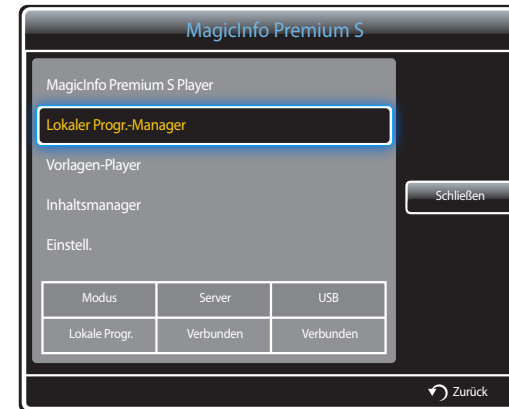 MagicInfo Premium S
MagicInfo Premium S Player
Lokaler Progr.-Manager
Vorlagen-Player
Inhaltsmanager
Einstell.
Schließen
Modus Server USB
Lokale Progr. Verbunden Verbunden
Zurück